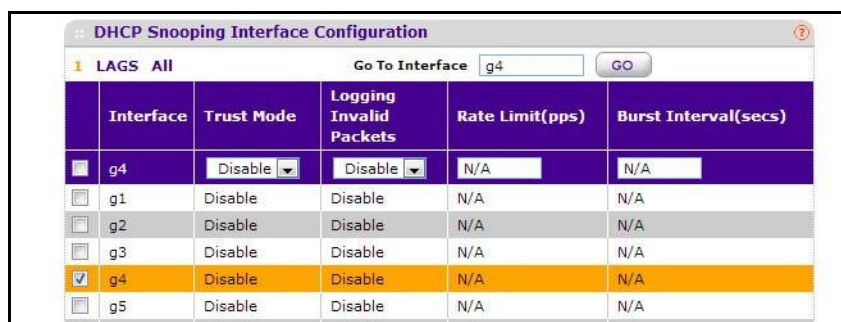 DHCP Snooping Interface Configuration ?
1 LAGS All Go To Interface g4 GO
Interface Trust Mode Logging Invalid Packets Rate Limit(pps) Burst Interval(secs)
g4 Disable Disable N/A N/A
g1 Disable Disable N/A N/A
g2 Disable Disable N/A N/A
g3 Disable Disable N/A N/A
g4 Disable Disable N/A N/A
g5 Disable Disable N/A N/A